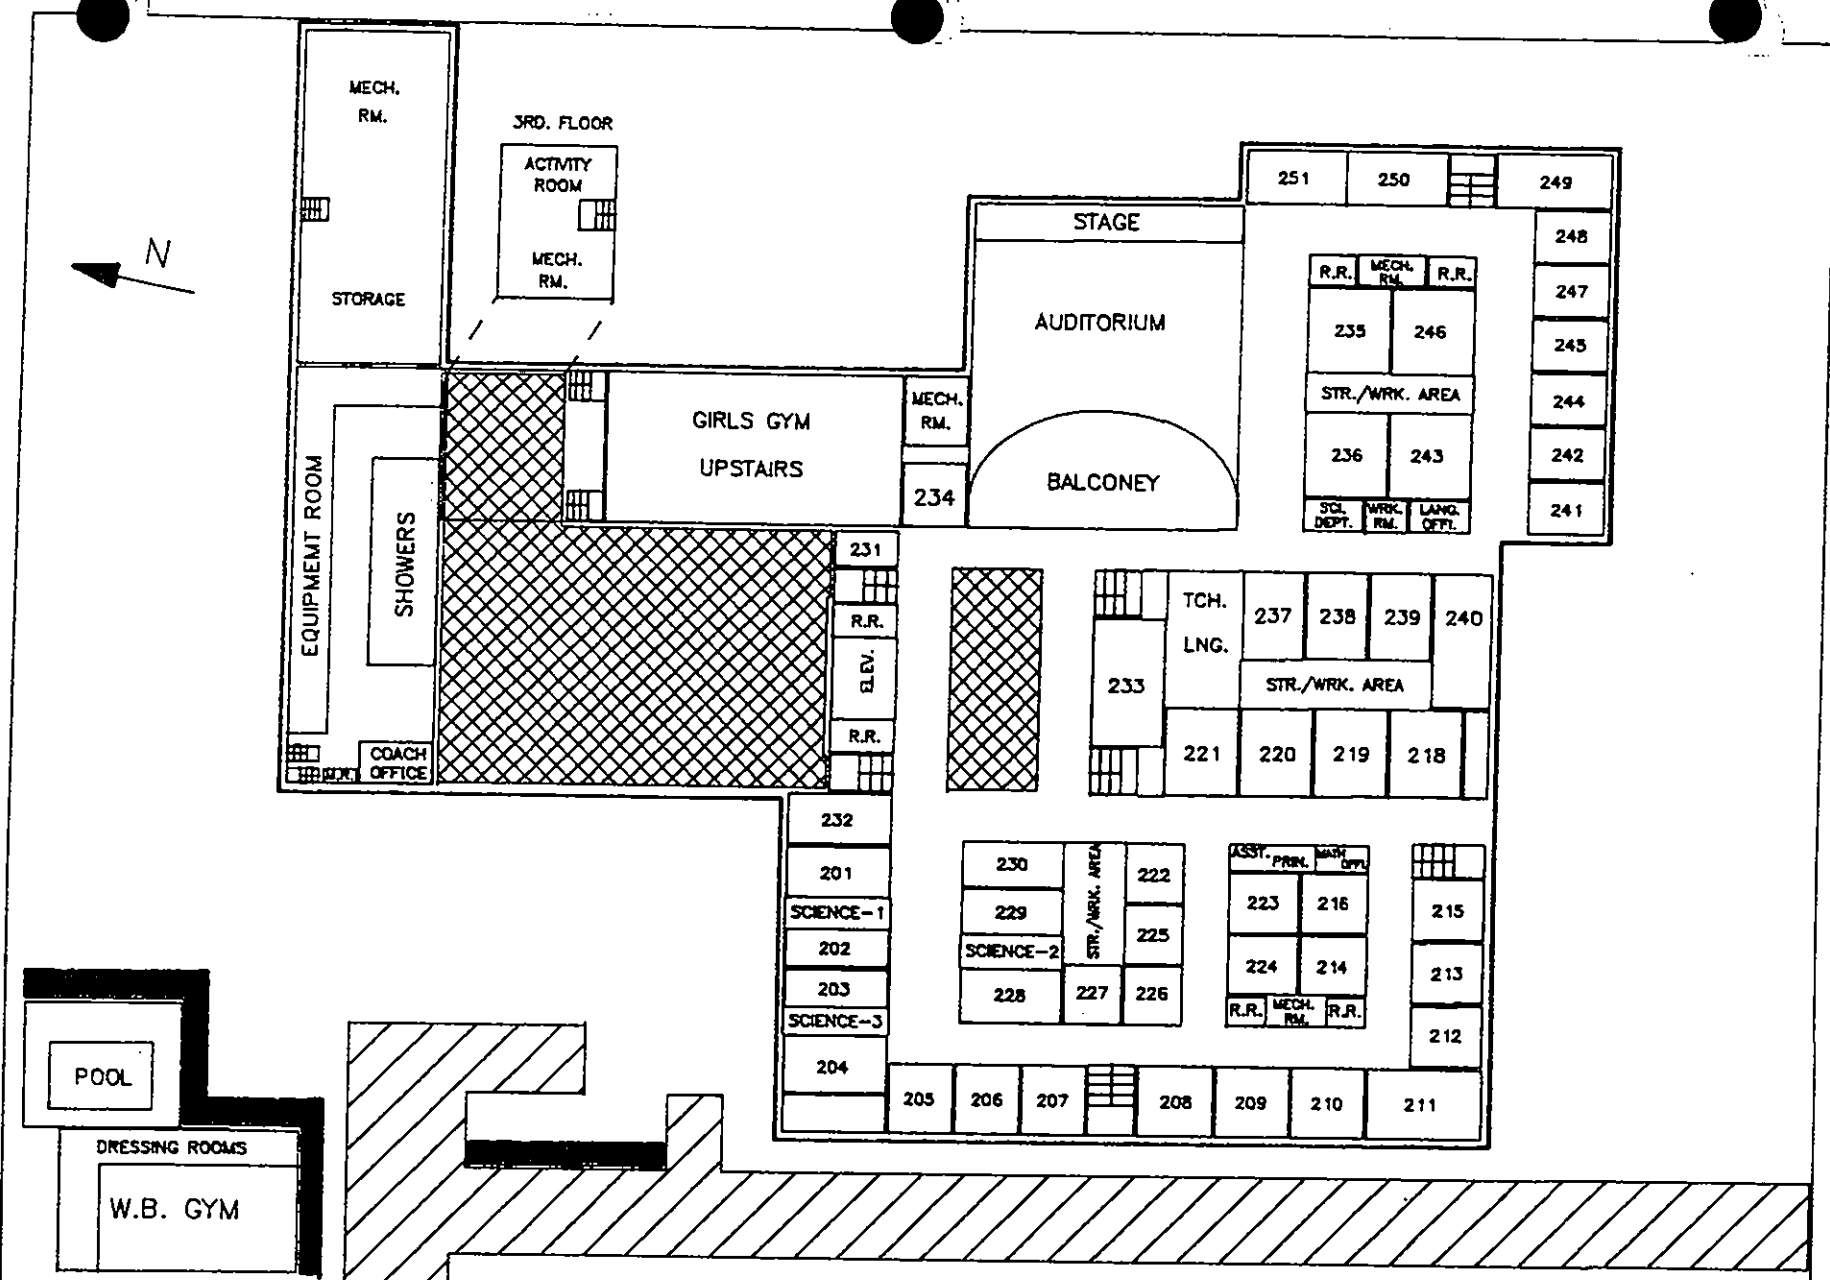 MECH.
RM.
STORAGE
3RD. FLOOR
ACTIVITY
ROOM
MECH.
RM.
N
251
250
249
STAGE
248
R.R.
MECH.
RM.
R.R.
247
AUDITORIUM
235
246
245
STR./WRK. AREA
244
GIRLS GYM
UPSTAIRS
MECH.
RM.
234
BALCONEY
236
243
242
SCI.
DEPT.
WRK.
RM.
LANG.
OFFI.
241
EQUIPMEMT ROOM
SHOWERS
COACH
OFFICE
231
R.R.
ELEV.
R.R.
TCH.
LNG.
237
238
239
240
233
STR./WRK. AREA
221
220
219
218
232
201
SCIENCE-1
202
203
SCIENCE-3
204
230
229
SCIENCE-2
228
STR./WRK. AREA
227
222
225
226
ASST.
PRIN.
MATH
OFFI.
223
216
224
214
R.R.
MECH.
RM.
R.R.
215
213
212
205
206
207
208
209
210
211
POOL
DRESSING ROOMS
W.B. GYM